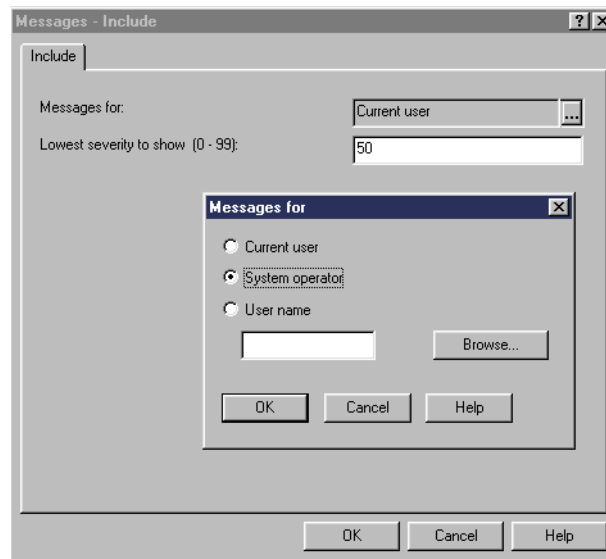 Messages - Include
Include
Messages for:
Current user
...
Lowest severity to show (0 - 99):
50
Messages for
Current user
System operator
User name
Browse...
OK Cancel Help
OK Cancel Help